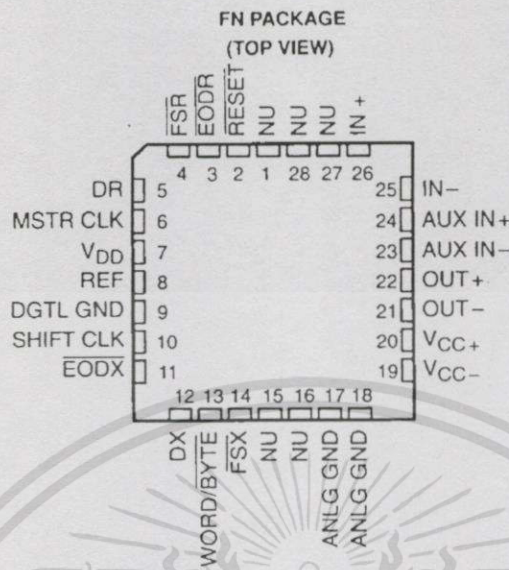 FN PACKAGE
(TOP VIEW)
FSR
EODR
RESET
NU
NU
NU
IN +
4 3 2 1 28 27 26
DR 5
MSTR CLK 6
VDD 7
REF 8
DGTL GND 9
SHIFT CLK 10
EODX 11
25 IN−
24 AUX IN+
23 AUX IN−
22 OUT+
21 OUT−
20 VCC+
19 VCC−
12 13 14 15 16 17 18
DX
WORD/BYTE
FSX
NU
NU
ANLG GND
ANLG GND